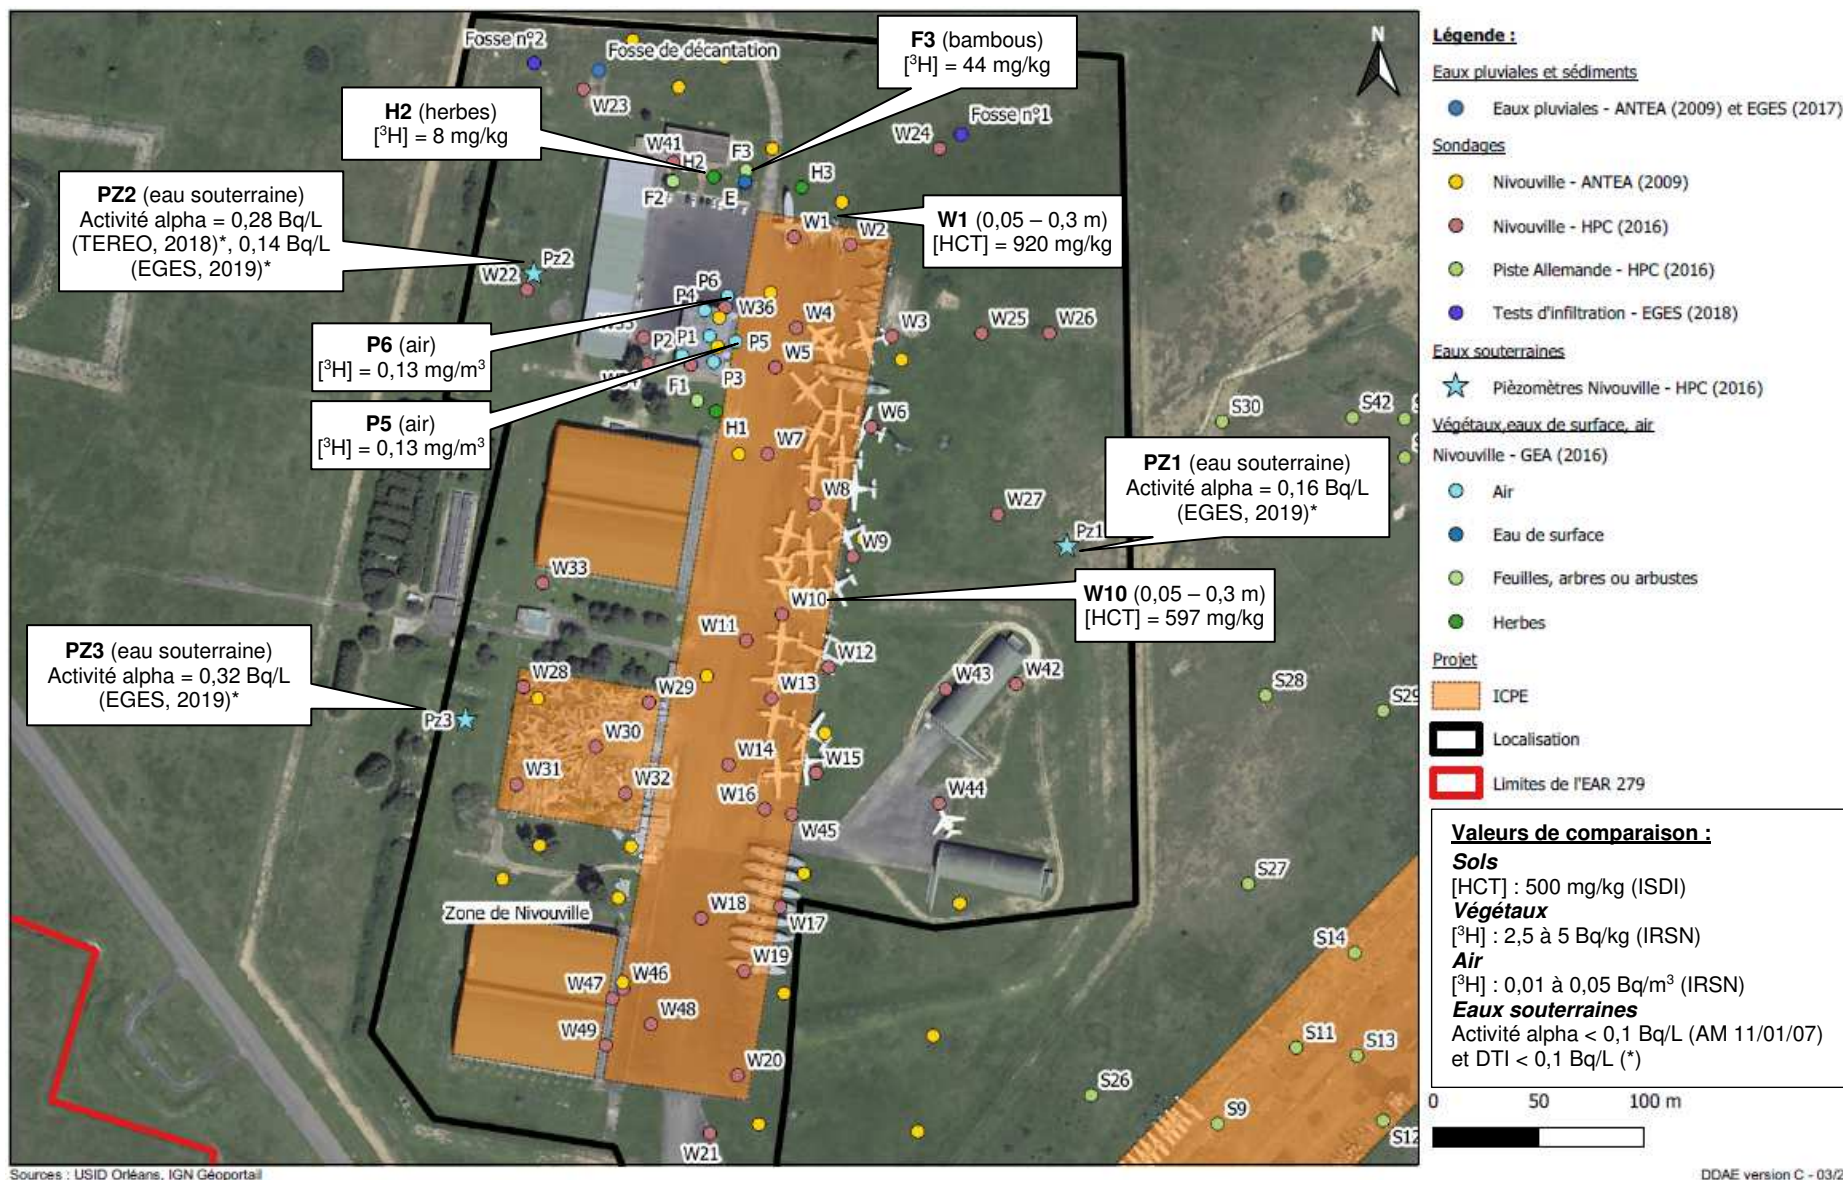 Fosse n°2
Fosse de décantation
W23
F3 (bambous)
[³H] = 44 mg/kg
N
H2 (herbes)
[³H] = 8 mg/kg
W24
Fosse n°1
W41
H2
F3
H3
F2
E
PZ2 (eau souterraine)
Activité alpha = 0,28 Bq/L
(TEREO, 2018)*, 0,14 Bq/L
(EGES, 2019)*
Pz2
W22
W1 (0,05 – 0,3 m)
[HCT] = 920 mg/kg
W1
W2
P6
P4
W36
W4
W3
W25
W26
P6 (air)
[³H] = 0,13 mg/m³
P2
P1
P5
W5
P3
F1
P5 (air)
[³H] = 0,13 mg/m³
H1
W6
W7
S30
S42
W8
W27
PZ1 (eau souterraine)
Activité alpha = 0,16 Bq/L
(EGES, 2019)*
Pz1
W9
W33
W10
W10 (0,05 – 0,3 m)
[HCT] = 597 mg/kg
W11
W12
PZ3 (eau souterraine)
Activité alpha = 0,32 Bq/L
(EGES, 2019)*
Pz3
W28
W29
W13
W43
W42
S28
S29
W30
W14
W15
W31
W32
W16
W45
W44
S27
Zone de Nivouville
W18
W17
S14
W19
W46
W47
W48
W49
S11
S13
W20
S26
S9
S12
W21
Légende :
Eaux pluviales et sédiments
Eaux pluviales - ANTEA (2009) et EGES (2017)
Sondages
Nivouville - ANTEA (2009)
Nivouville - HPC (2016)
Piste Allemande - HPC (2016)
Tests d'infiltration - EGES (2018)
Eaux souterraines
Pièzomètres Nivouville - HPC (2016)
Végétaux,eaux de surface, air
Nivouville - GEA (2016)
Air
Eau de surface
Feuilles, arbres ou arbustes
Herbes
Projet
ICPE
Localisation
Limites de l'EAR 279
Valeurs de comparaison :
Sols
[HCT] : 500 mg/kg (ISDI)
Végétaux
[³H] : 2,5 à 5 Bq/kg (IRSN)
Air
[³H] : 0,01 à 0,05 Bq/m³ (IRSN)
Eaux souterraines
Activité alpha < 0,1 Bq/L (AM 11/01/07)
et DTI < 0,1 Bq/L (*)
0 50 100 m
Sources : USID Orléans, IGN Géoportail
DDAE version C - 03/2